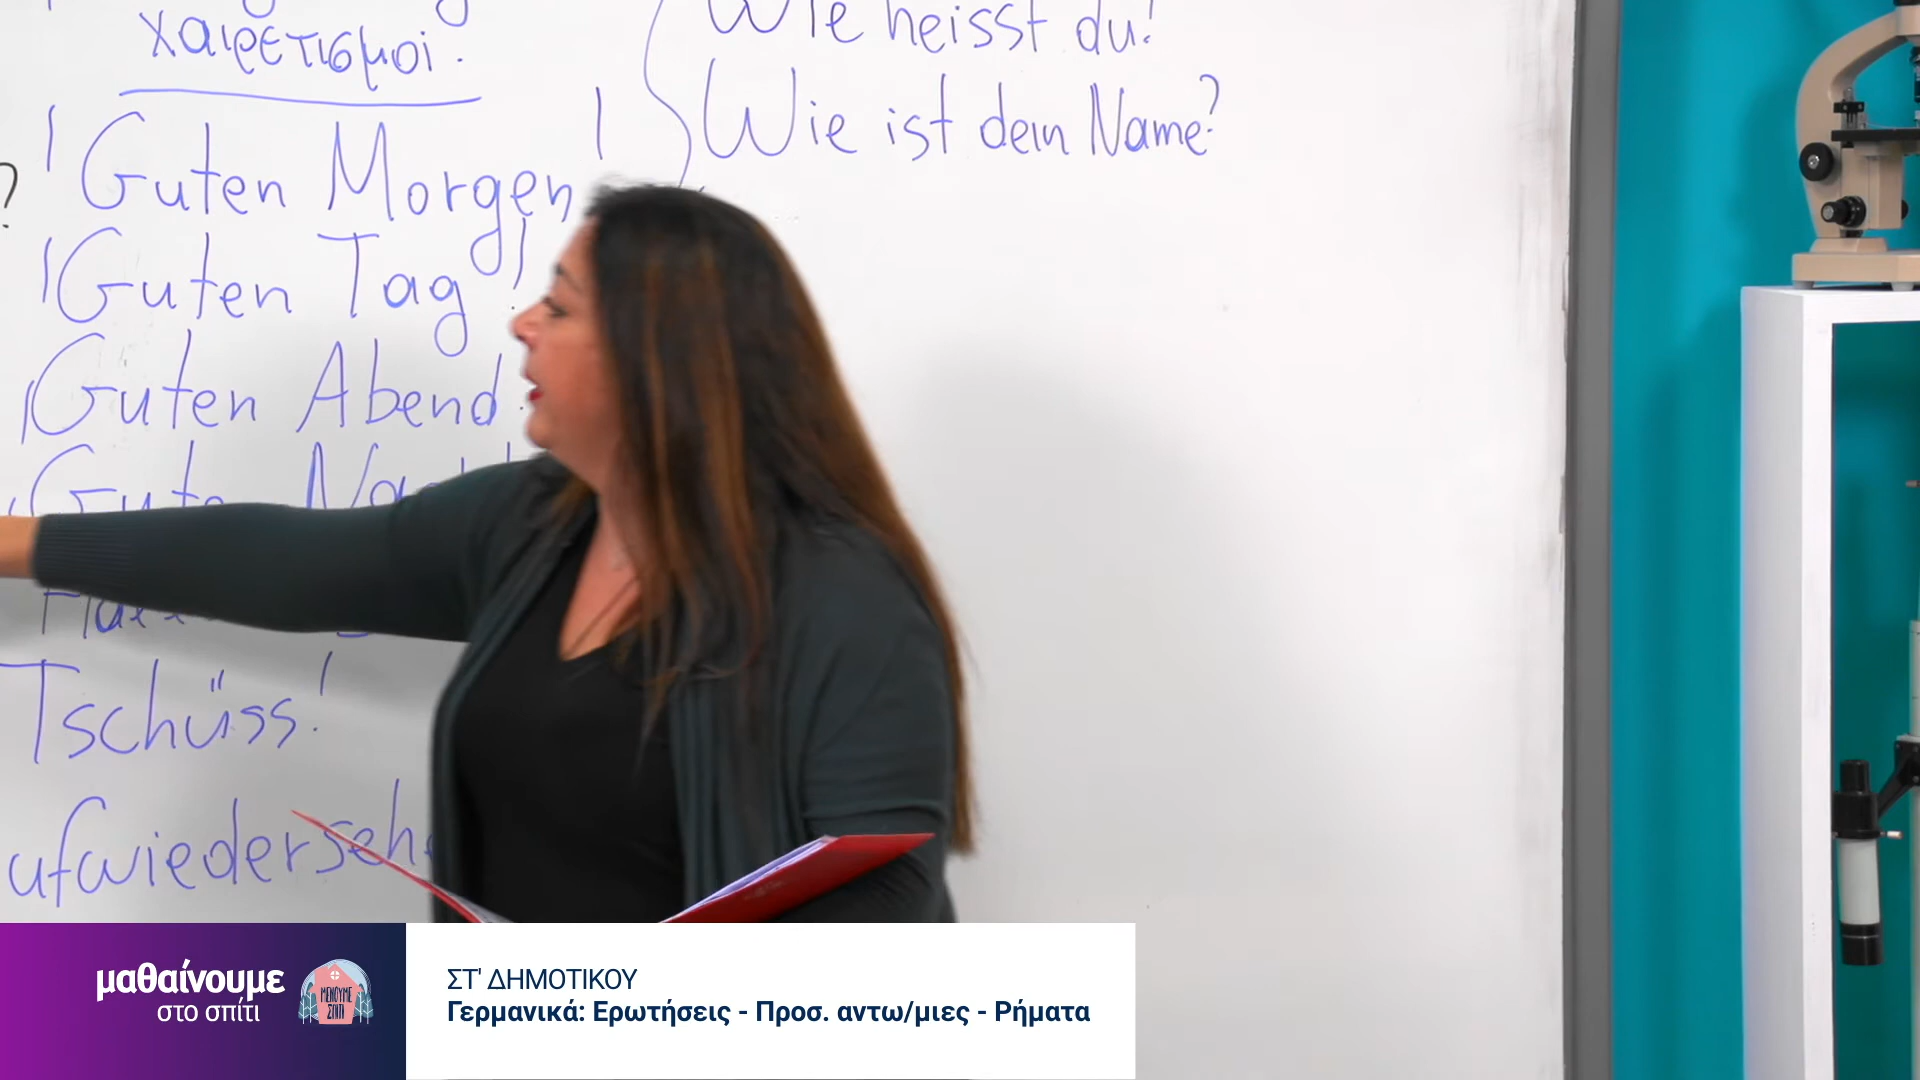 χαιρετισμοί.
Guten Morgen!
Guten Tag!
Guten Abend
Gute
Tschüss!
Wie heisst du?
Wie ist dein Name?
μαθαίνουμε
στο σπίτι
ΜΕΝΟΥΜΕ
ΣΠΙΤΙ
ΣΤ' ΔΗΜΟΤΙΚΟΥ
Γερμανικά: Ερωτήσεις - Προσ. αντω/μιες - Ρήματα